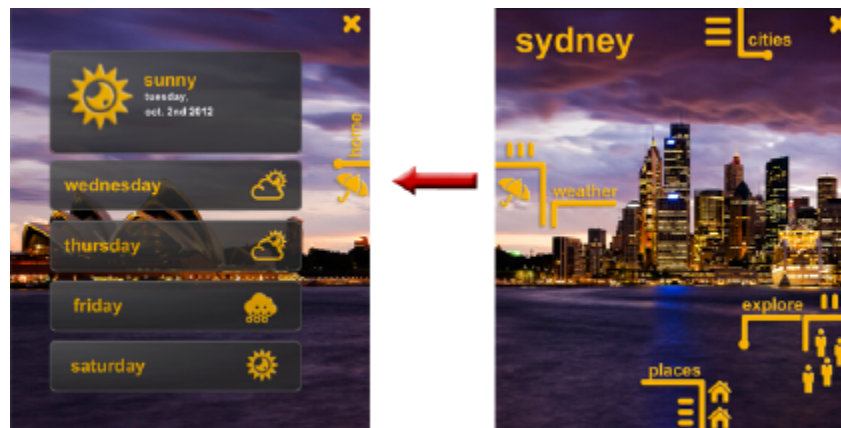 sunny
tuesday,
oct. 2nd 2012
home
wednesday
thursday
friday
saturday
sydney
cities
weather
explore
places